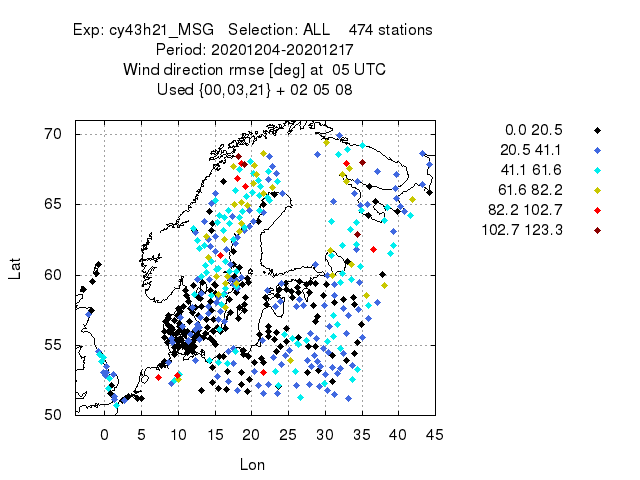 Exp: cy43h21_MSG   Selection: ALL    474 stations
Period: 20201204-20201217
Wind direction rmse [deg] at  05 UTC
Used {00,03,21} + 02 05 08
0.0 20.5
20.5 41.1
41.1 61.6
61.6 82.2
82.2 102.7
102.7 123.3
Lat
70
65
60
55
50
0 5 10 15 20 25 30 35 40 45
Lon